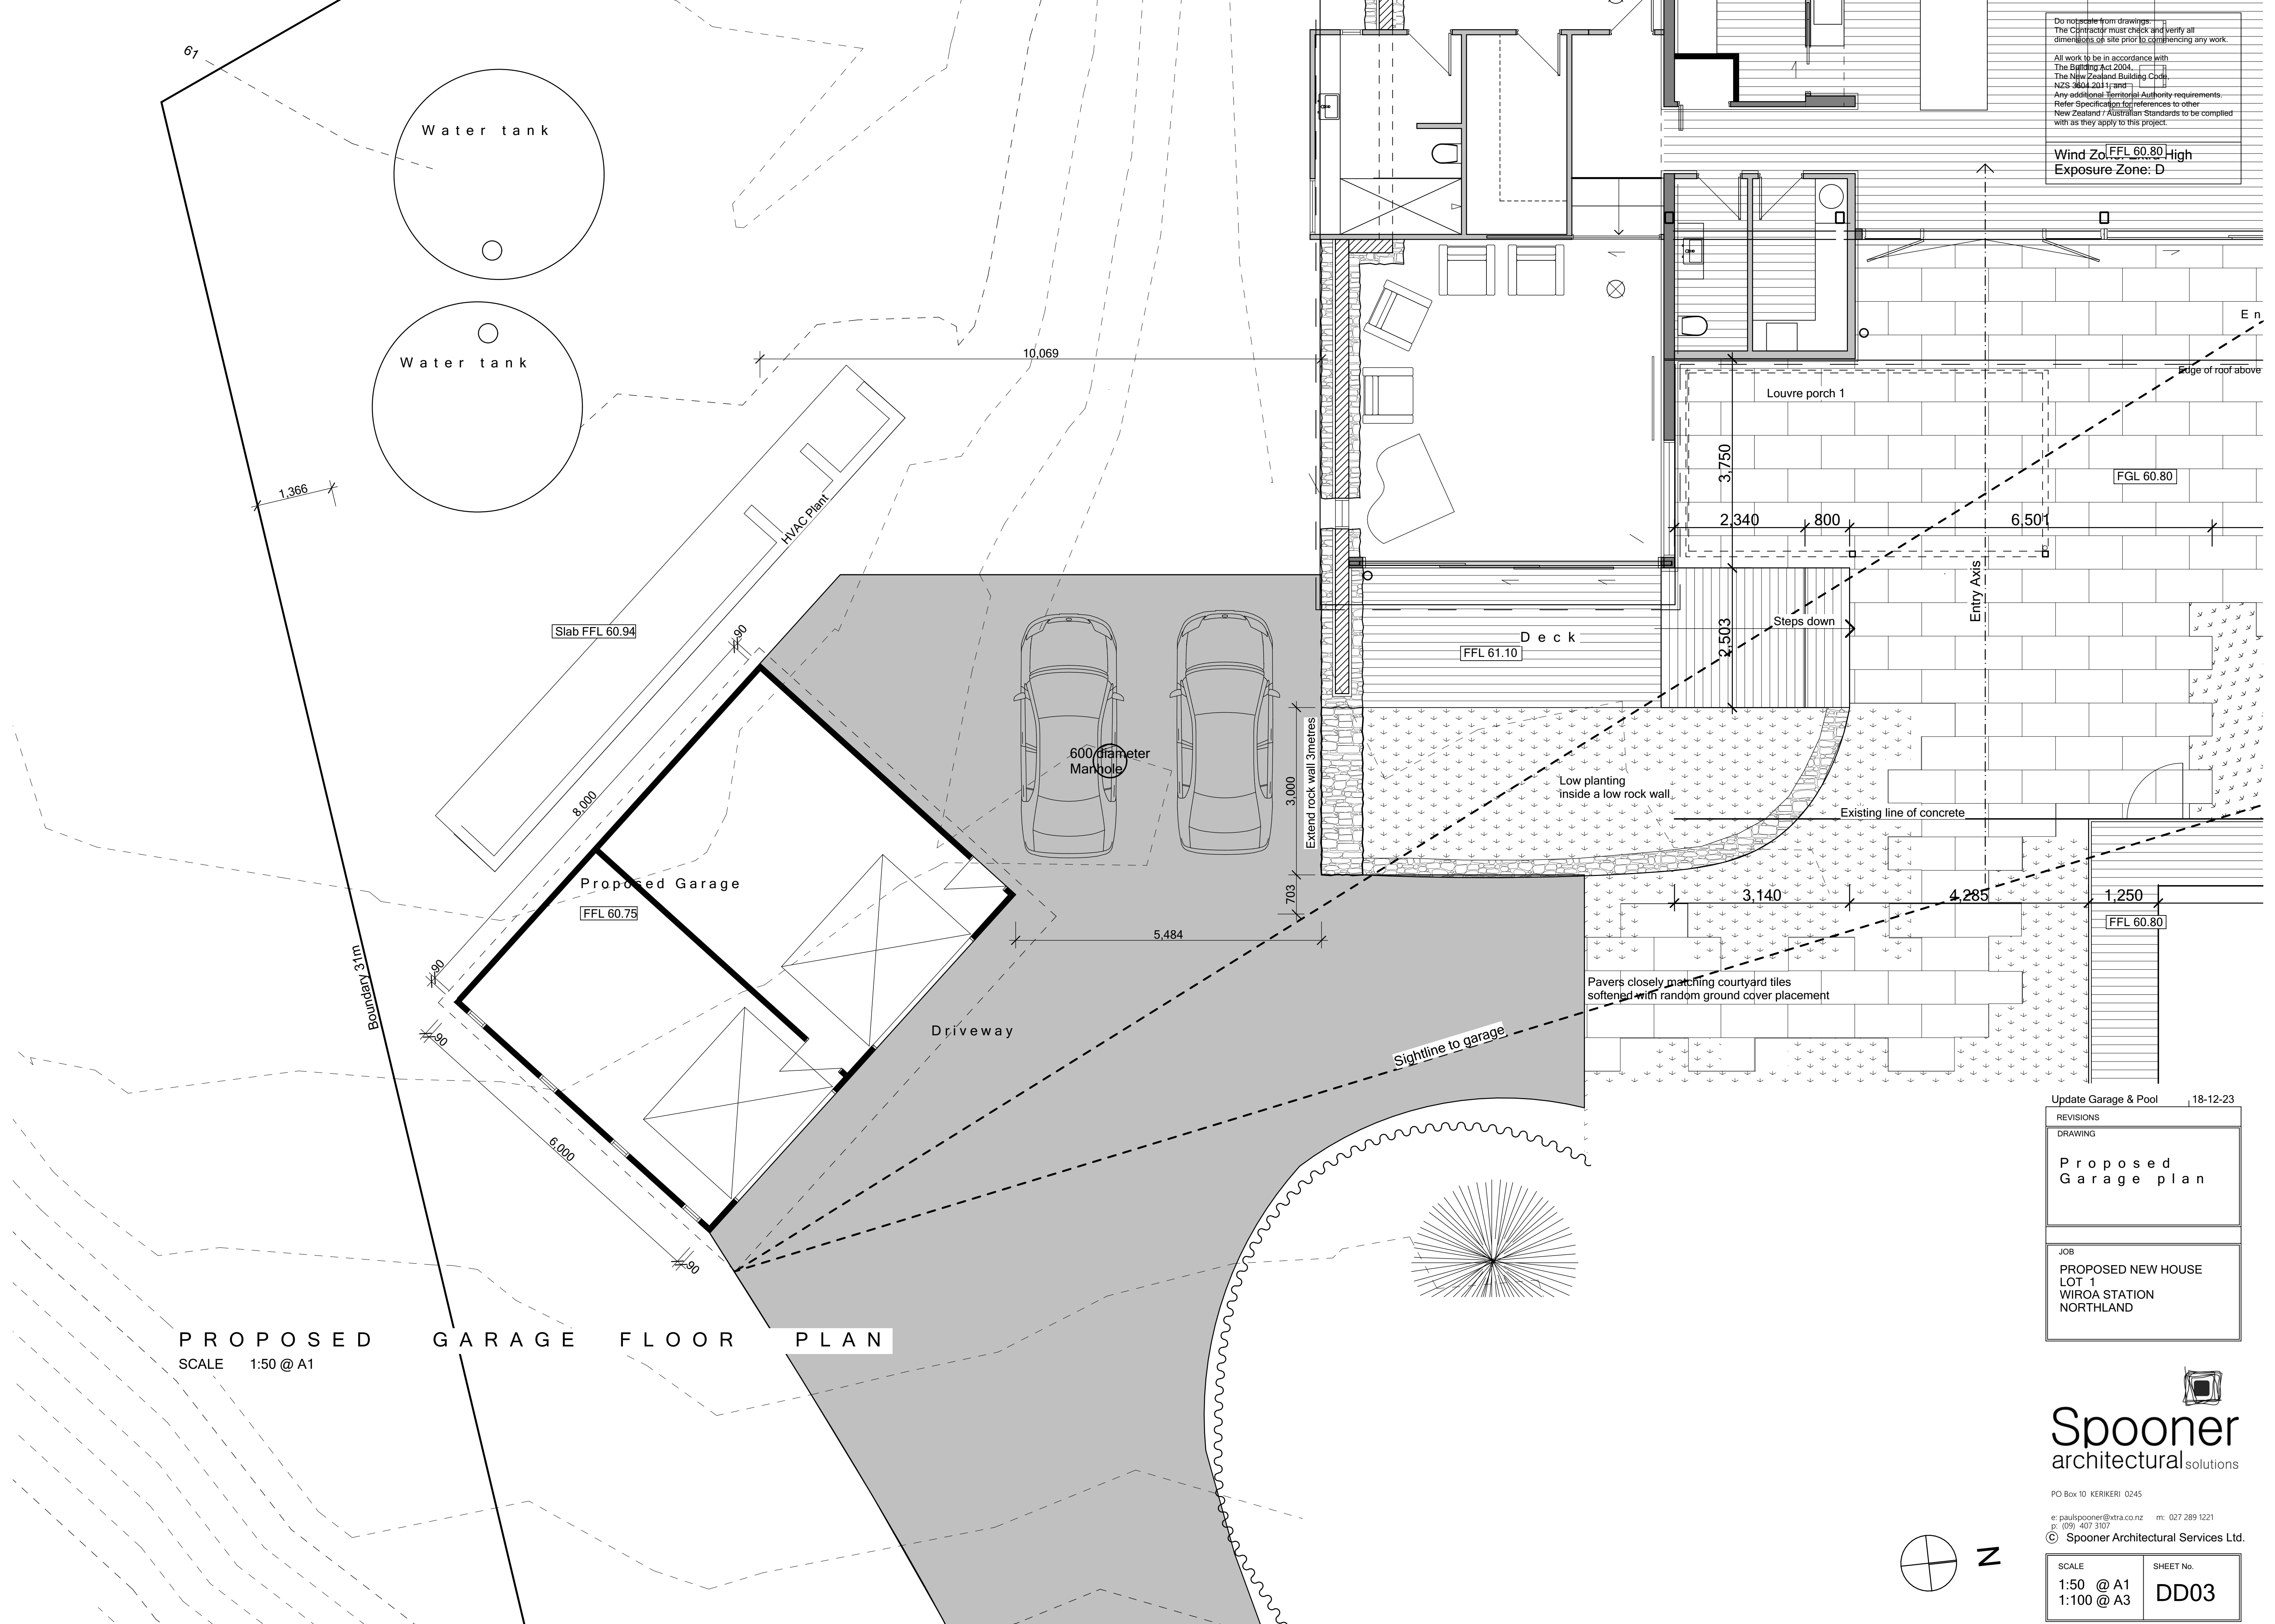 61
Water tank
Water tank
10,069
1,366
HVAC Plant
Slab FFL 60.94
90
8,000
Proposed Garage
FFL 60.75
90
90
6,000
90
Boundary 31m
Driveway
600 diameter
Manhole
Extend rock wall 3metres
3,000
703
5,484
Deck
FFL 61.10
Steps down
2,503
3,750
Louvre porch 1
2,340
800
6,501
Entry Axis
FGL 60.80
En
Edge of roof above
Low planting
inside a low rock wall
Existing line of concrete
3,140
4,285
1,250
FFL 60.80
Pavers closely matching courtyard tiles
softened with random ground cover placement
Sightline to garage
PROPOSED GARAGE FLOOR PLAN
SCALE 1:50 @ A1
Do not scale from drawings.
The Contractor must check and verify all
dimensions on site prior to commencing any work.
All work to be in accordance with
The Building Act 2004,
The New Zealand Building Code,
NZS 3604 2011, and
Any additional Territorial Authority requirements.
Refer Specification for references to other
New Zealand / Australian Standards to be complied
with as they apply to this project.
FFL 60.80
Wind Zone: Extra High
Exposure Zone: D
Update Garage & Pool 18-12-23
REVISIONS
DRAWING
Proposed
Garage plan
JOB
PROPOSED NEW HOUSE
LOT 1
WIROA STATION
NORTHLAND
Spooner
architectural solutions
PO Box 10 KERIKERI 0245
e: paulspooner@xtra.co.nz m: 027 289 1221
p: (09) 407 3107
© Spooner Architectural Services Ltd.
N
SCALE
1:50 @ A1
1:100 @ A3
SHEET No.
DD03